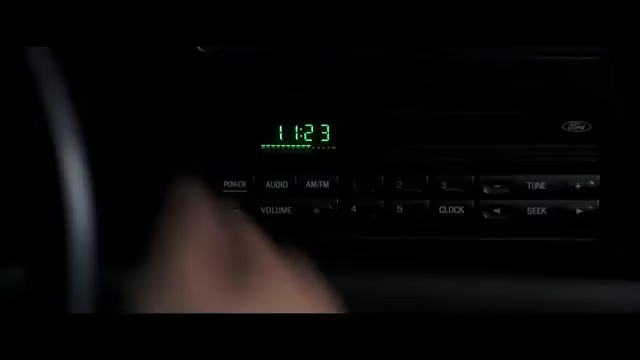 11:23
Ford
POWER AUDIO AM/FM 2 3 - TUNE +
VOLUME + 4 5 CLOCK ◄ SEEK ►